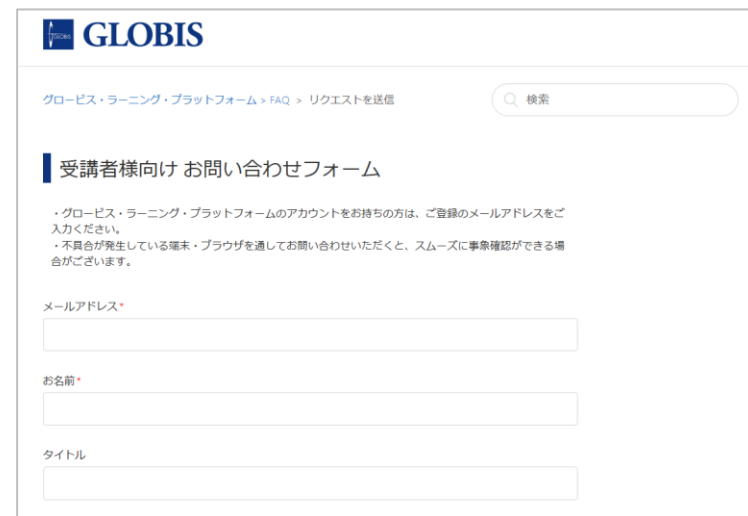 GLOBIS
グロービス・ラーニング・プラットフォーム > FAQ > リクエストを送信
検索
受講者様向け お問い合わせフォーム
・グロービス・ラーニング・プラットフォームのアカウントをお持ちの方は、ご登録のメールアドレスをご
入力ください。
・不具合が発生している端末・ブラウザを通してお問い合わせいただくと、スムーズに事象確認ができる場
合がございます。
メールアドレス*
お名前*
タイトル